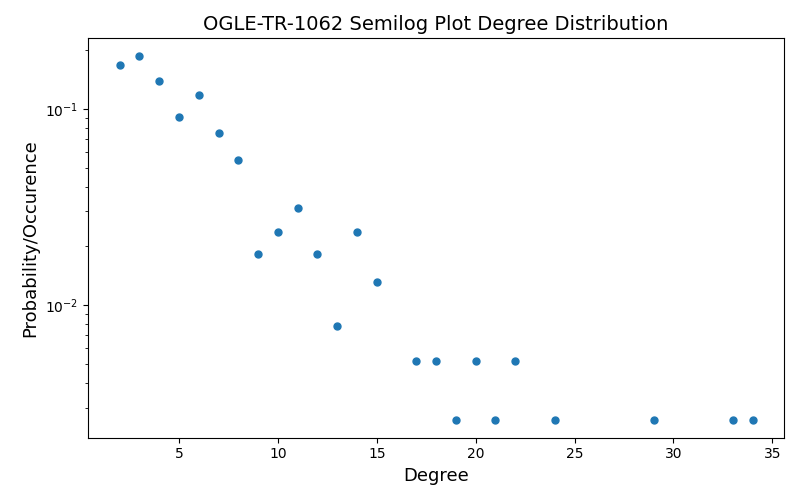 OGLE-TR-1062 Semilog Plot Degree Distribution
Probability/Occurence
10⁻¹
10⁻²
5 10 15 20 25 30 35
Degree